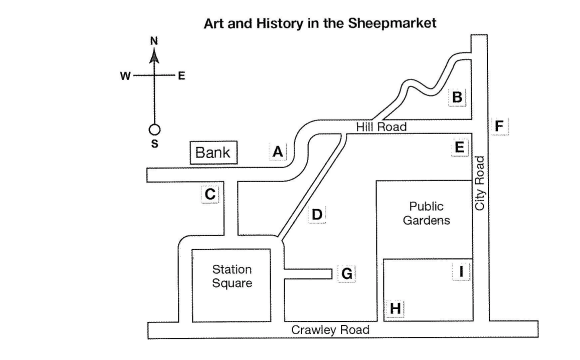 Art and History in the Sheepmarket
N
W E
S
B
Hill Road
F
Bank
A
E
C
City Road
Public
Gardens
D
Station
Square
G
I
H
Crawley Road